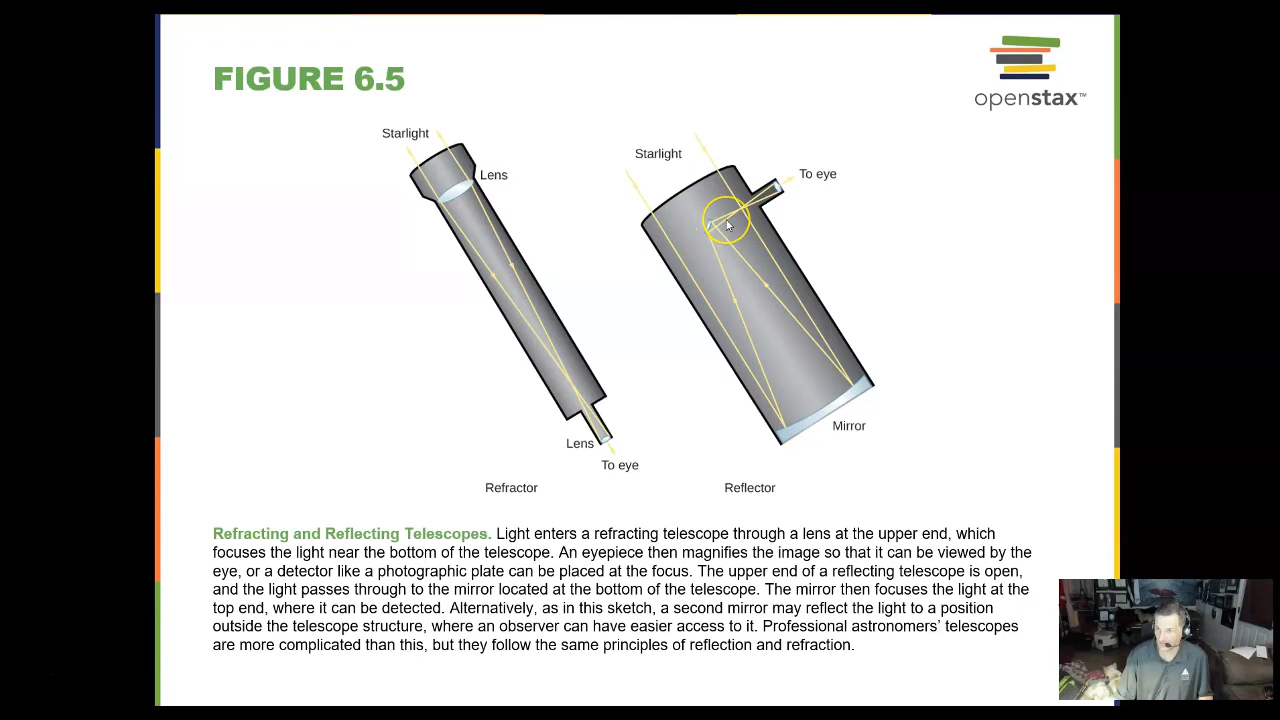 FIGURE 6.5
openstax™
Starlight
Lens
Lens
To eye
Refractor
Starlight
To eye
Mirror
Reflector
Refracting and Reflecting Telescopes. Light enters a refracting telescope through a lens at the upper end, which
focuses the light near the bottom of the telescope. An eyepiece then magnifies the image so that it can be viewed by the
eye, or a detector like a photographic plate can be placed at the focus. The upper end of a reflecting telescope is open,
and the light passes through to the mirror located at the bottom of the telescope. The mirror then focuses the light at the
top end, where it can be detected. Alternatively, as in this sketch, a second mirror may reflect the light to a position
outside the telescope structure, where an observer can have easier access to it. Professional astronomers’ telescopes
are more complicated than this, but they follow the same principles of reflection and refraction.